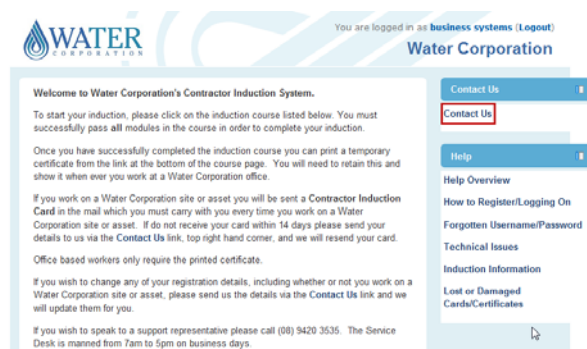 You are logged in as business systems (Logout)
WATER
CORPORATION
Water Corporation
Welcome to Water Corporation's Contractor Induction System.
To start your induction, please click on the induction course listed below. You must
successfully pass all modules in the course in order to complete your induction.
Once you have successfully completed the induction course you can print a temporary
certificate from the link at the bottom of the course page. You will need to retain this and
show it when ever you work at a Water Corporation office.
If you work on a Water Corporation site or asset you will be sent a Contractor Induction
Card in the mail which you must carry with you every time you work on a Water
Corporation site or asset. If do not receive your card within 14 days please send your
details to us via the Contact Us link, top right hand corner, and we will resend your card.
Office based workers only require the printed certificate.
If you wish to change any of your registration details, including whether or not you work on a
Water Corporation site or asset, please send us the details via the Contact Us link and we
will update them for you.
If you wish to speak to a support representative please call (08) 9420 3535. The Service
Desk is manned from 7am to 5pm on business days.
Contact Us
Contact Us
Help
Help Overview
How to Register/Logging On
Forgotten Username/Password
Technical Issues
Induction Information
Lost or Damaged
Cards/Certificates